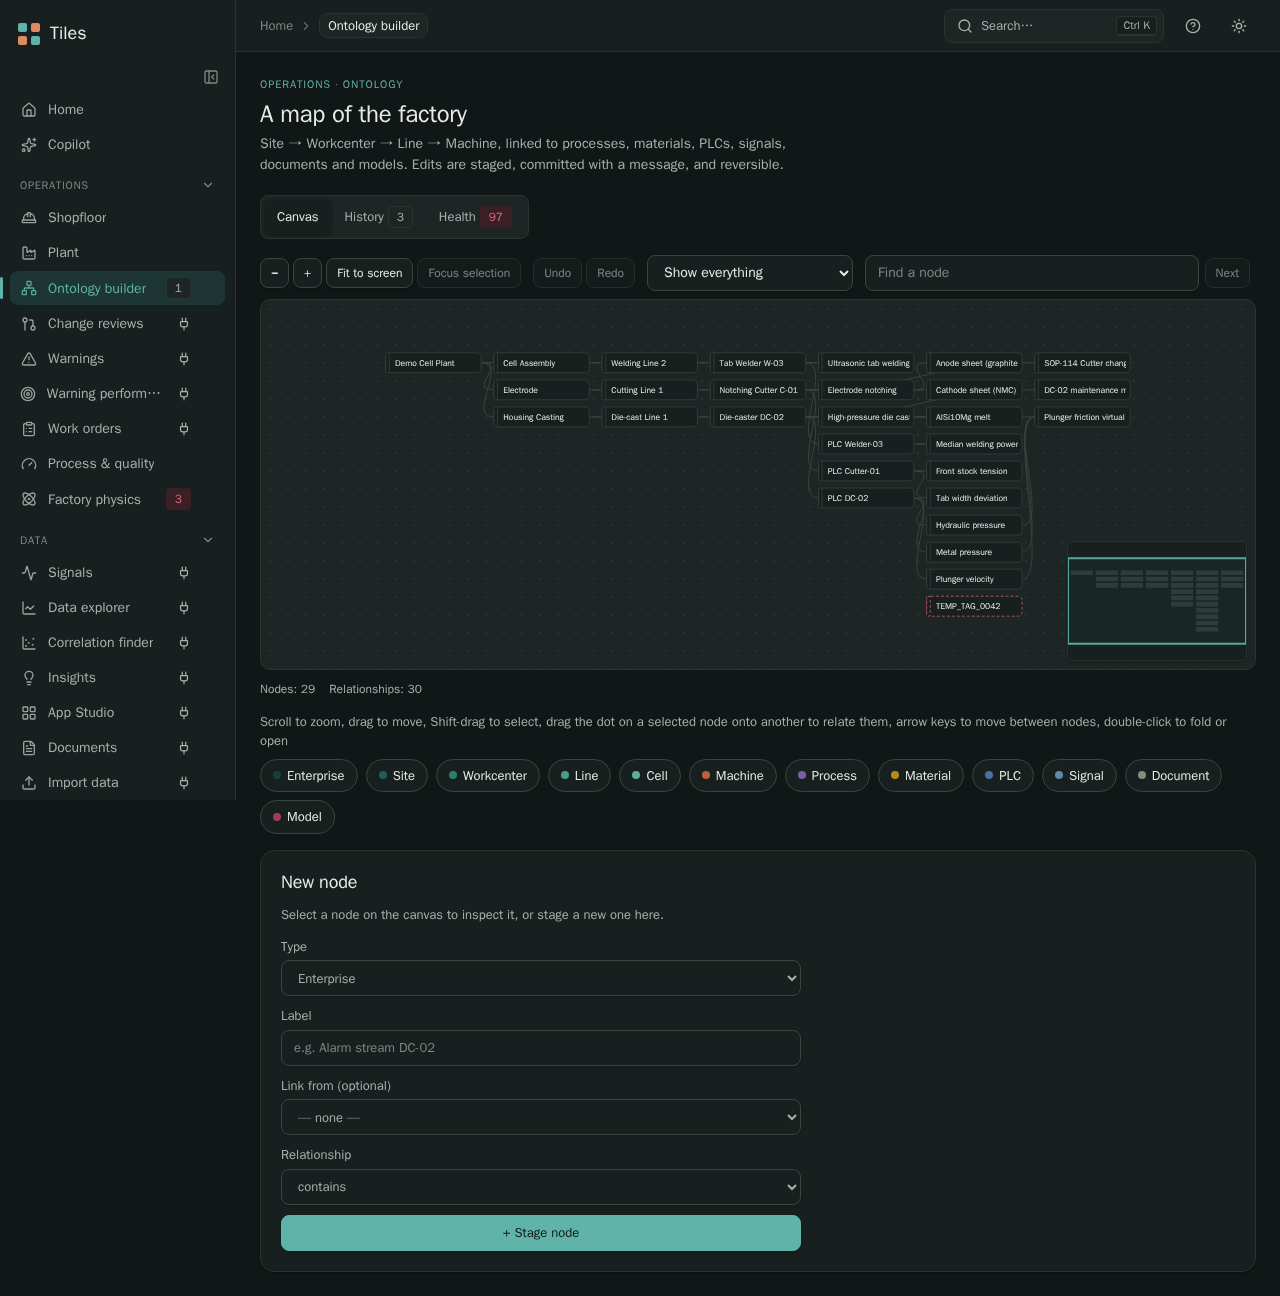 Tiles
Home
Copilot
OPERATIONS
Shopfloor
Plant
Ontology builder 1
Change reviews
Warnings
Warning perform···
Work orders
Process & quality
Factory physics 3
DATA
Signals
Data explorer
Correlation finder
Insights
App Studio
Documents
Import data
Home > Ontology builder
Search··· Ctrl K
OPERATIONS · ONTOLOGY
A map of the factory
Site → Workcenter → Line → Machine, linked to processes, materials, PLCs, signals,
documents and models. Edits are staged, committed with a message, and reversible.
Canvas History 3 Health 97
− + Fit to screen Focus selection Undo Redo Show everything Find a node Next
Demo Cell Plant Cell Assembly Welding Line 2 Tab Welder W-03 Ultrasonic tab welding Anode sheet (graphite SOP-114 Cutter chang
Electrode Cutting Line 1 Notching Cutter C-01 Electrode notching Cathode sheet (NMC) DC-02 maintenance m
Housing Casting Die-cast Line 1 Die-caster DC-02 High-pressure die cas AlSi10Mg melt Plunger friction virtual
PLC Welder-03 Median welding power
PLC Cutter-01 Front stock tension
PLC DC-02 Tab width deviation
Hydraulic pressure
Metal pressure
Plunger velocity
TEMP_TAG_0042
Nodes: 29 Relationships: 30
Scroll to zoom, drag to move, Shift-drag to select, drag the dot on a selected node onto another to relate them, arrow keys to move between nodes, double-click to fold or
open
Enterprise Site Workcenter Line Cell Machine Process Material PLC Signal Document
Model
New node
Select a node on the canvas to inspect it, or stage a new one here.
Type
Enterprise
Label
e.g. Alarm stream DC-02
Link from (optional)
— none —
Relationship
contains
+ Stage node